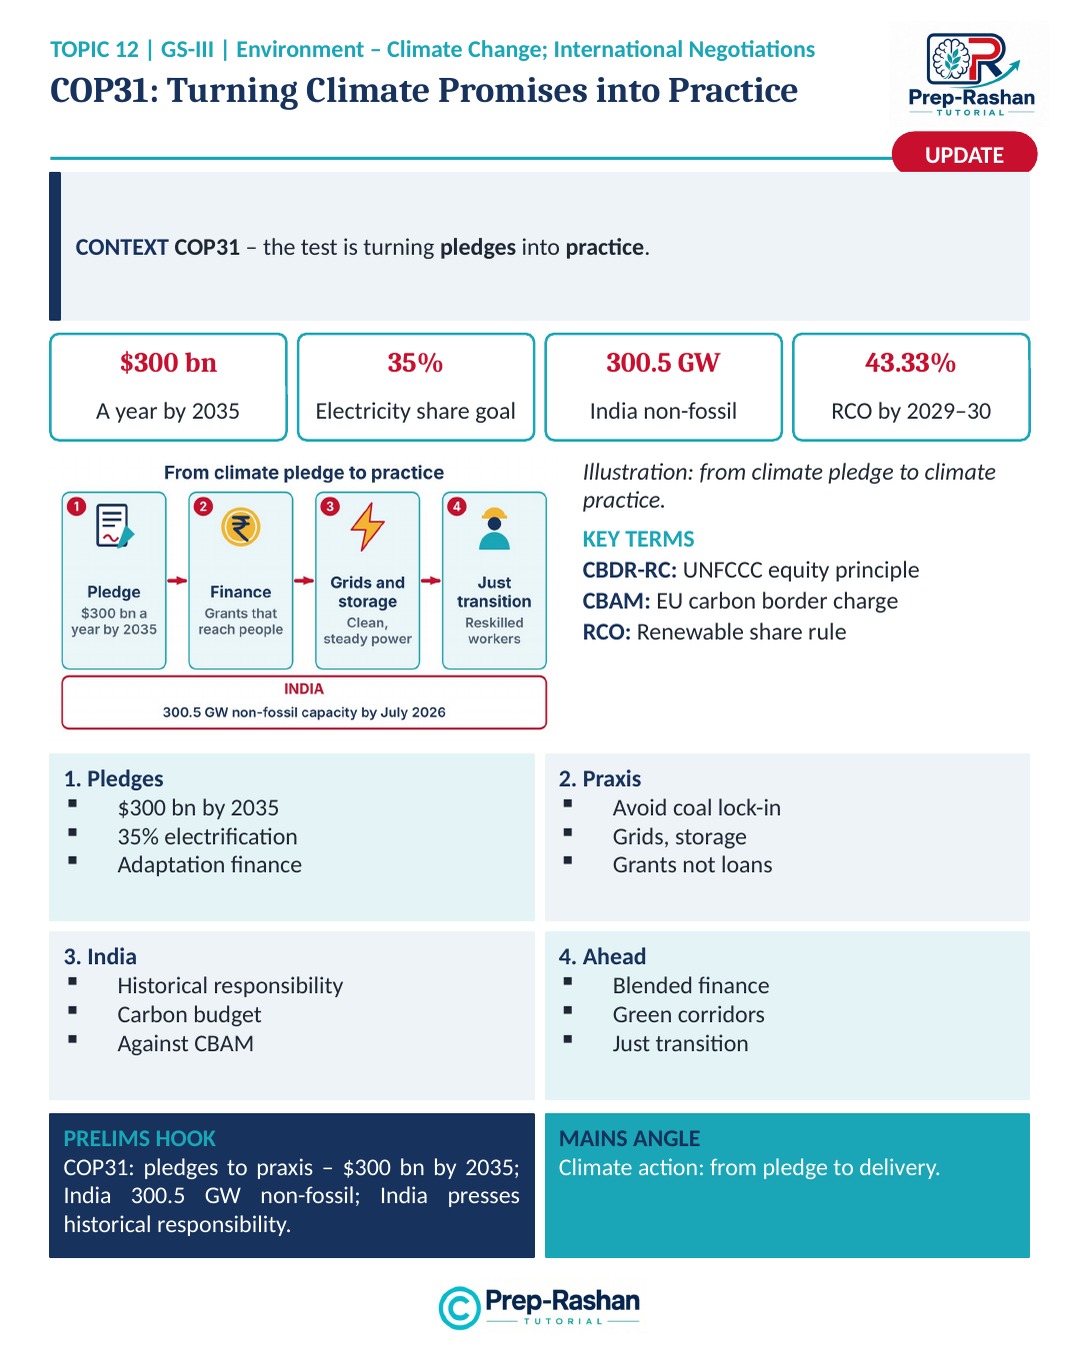 TOPIC 12 | GS-III | Environment – Climate Change; International Negotiations
COP31: Turning Climate Promises into Practice
Prep-Rashan
TUTORIAL
UPDATE
CONTEXT COP31 – the test is turning pledges into practice.
$300 bn
A year by 2035
35%
Electricity share goal
300.5 GW
India non-fossil
43.33%
RCO by 2029–30
From climate pledge to practice
1
Pledge
$300 bn a
year by 2035
2
Finance
Grants that
reach people
3
Grids and
storage
Clean,
steady power
4
Just
transition
Reskilled
workers
INDIA
300.5 GW non-fossil capacity by July 2026
Illustration: from climate pledge to climate
practice.
KEY TERMS
CBDR-RC: UNFCCC equity principle
CBAM: EU carbon border charge
RCO: Renewable share rule
1. Pledges
▪ $300 bn by 2035
▪ 35% electrification
▪ Adaptation finance
2. Praxis
▪ Avoid coal lock-in
▪ Grids, storage
▪ Grants not loans
3. India
▪ Historical responsibility
▪ Carbon budget
▪ Against CBAM
4. Ahead
▪ Blended finance
▪ Green corridors
▪ Just transition
PRELIMS HOOK
COP31: pledges to praxis – $300 bn by 2035;
India 300.5 GW non-fossil; India presses
historical responsibility.
MAINS ANGLE
Climate action: from pledge to delivery.
© Prep-Rashan
TUTORIAL